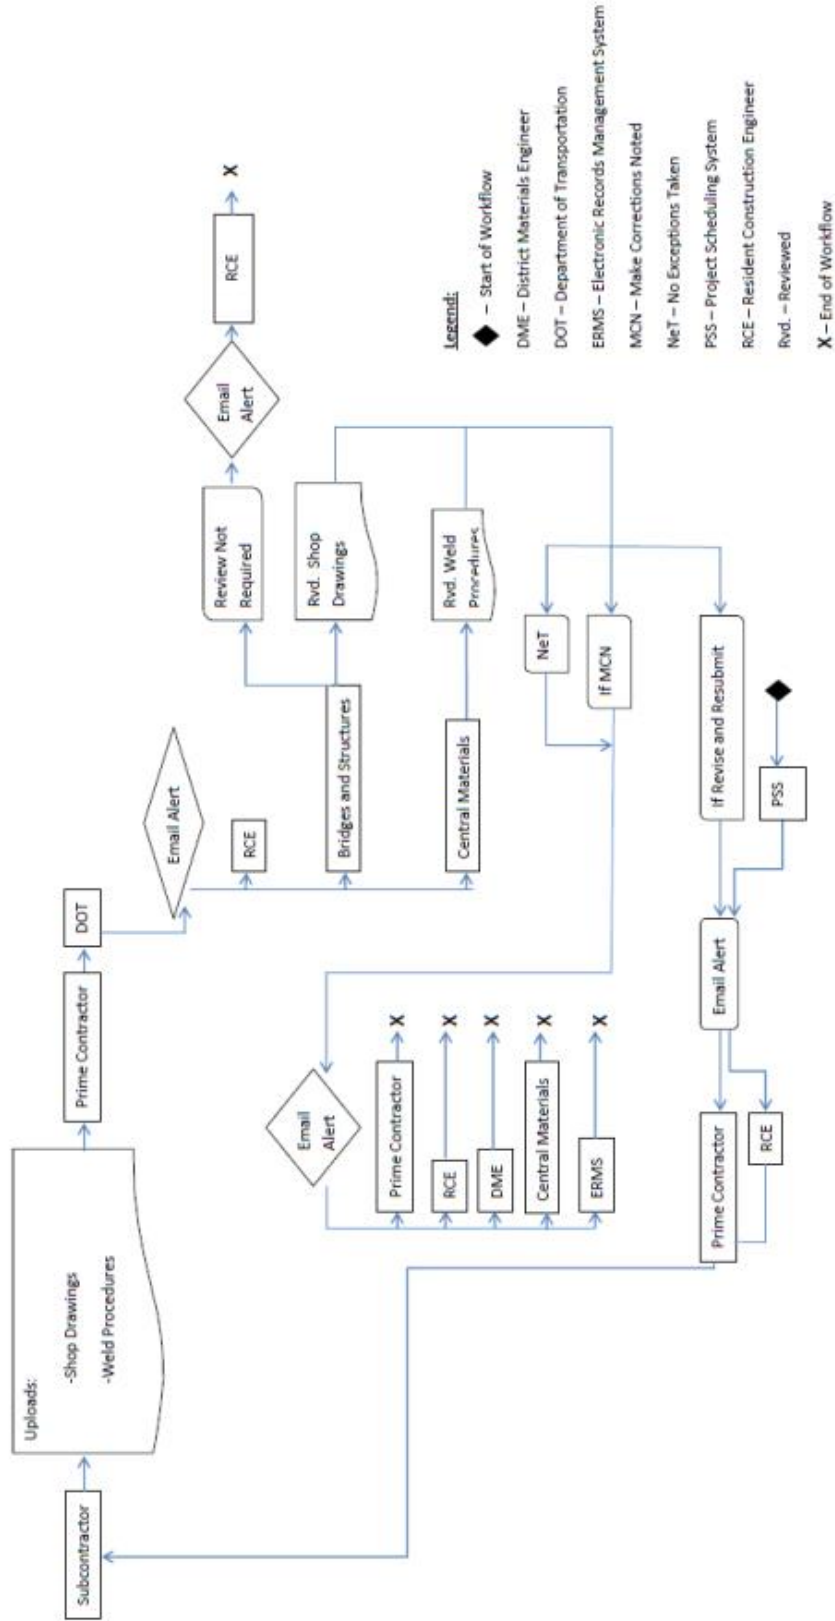 Uploads:
-Shop Drawings
-Weld Procedures
Subcontractor
Prime Contractor
DOT
Email Alert
RCE
Bridges and Structures
Central Materials
Review Not
Required
Email
Alert
RCE
X
Rvd. Shop
Drawings
Rvd. Weld
Procedures
NeT
If MCN
If Revise and Resubmit
PSS
Email Alert
Prime Contractor
RCE
Email
Alert
Prime Contractor
X
RCE
X
DME
X
Central Materials
X
ERMS
X
Legend:
– Start of Workflow
DME – District Materials Engineer
DOT – Department of Transportation
ERMS – Electronic Records Management System
MCN – Make Corrections Noted
NeT – No Exceptions Taken
PSS – Project Scheduling System
RCE – Resident Construction Engineer
Rvd. – Reviewed
X – End of Workflow